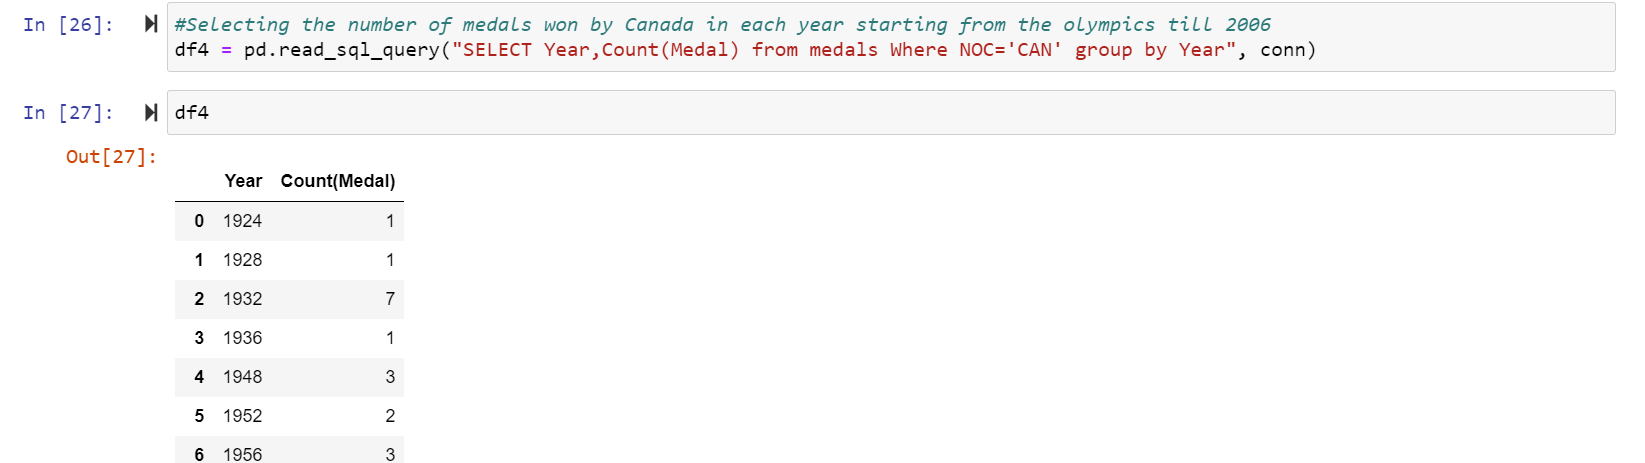 In [26]:
#Selecting the number of medals won by Canada in each year starting from the olympics till 2006
df4 = pd.read_sql_query("SELECT Year,Count(Medal) from medals Where NOC='CAN' group by Year", conn)
In [27]:
df4
Out[27]:
Year Count(Medal)
0 1924 1
1 1928 1
2 1932 7
3 1936 1
4 1948 3
5 1952 2
6 1956 3